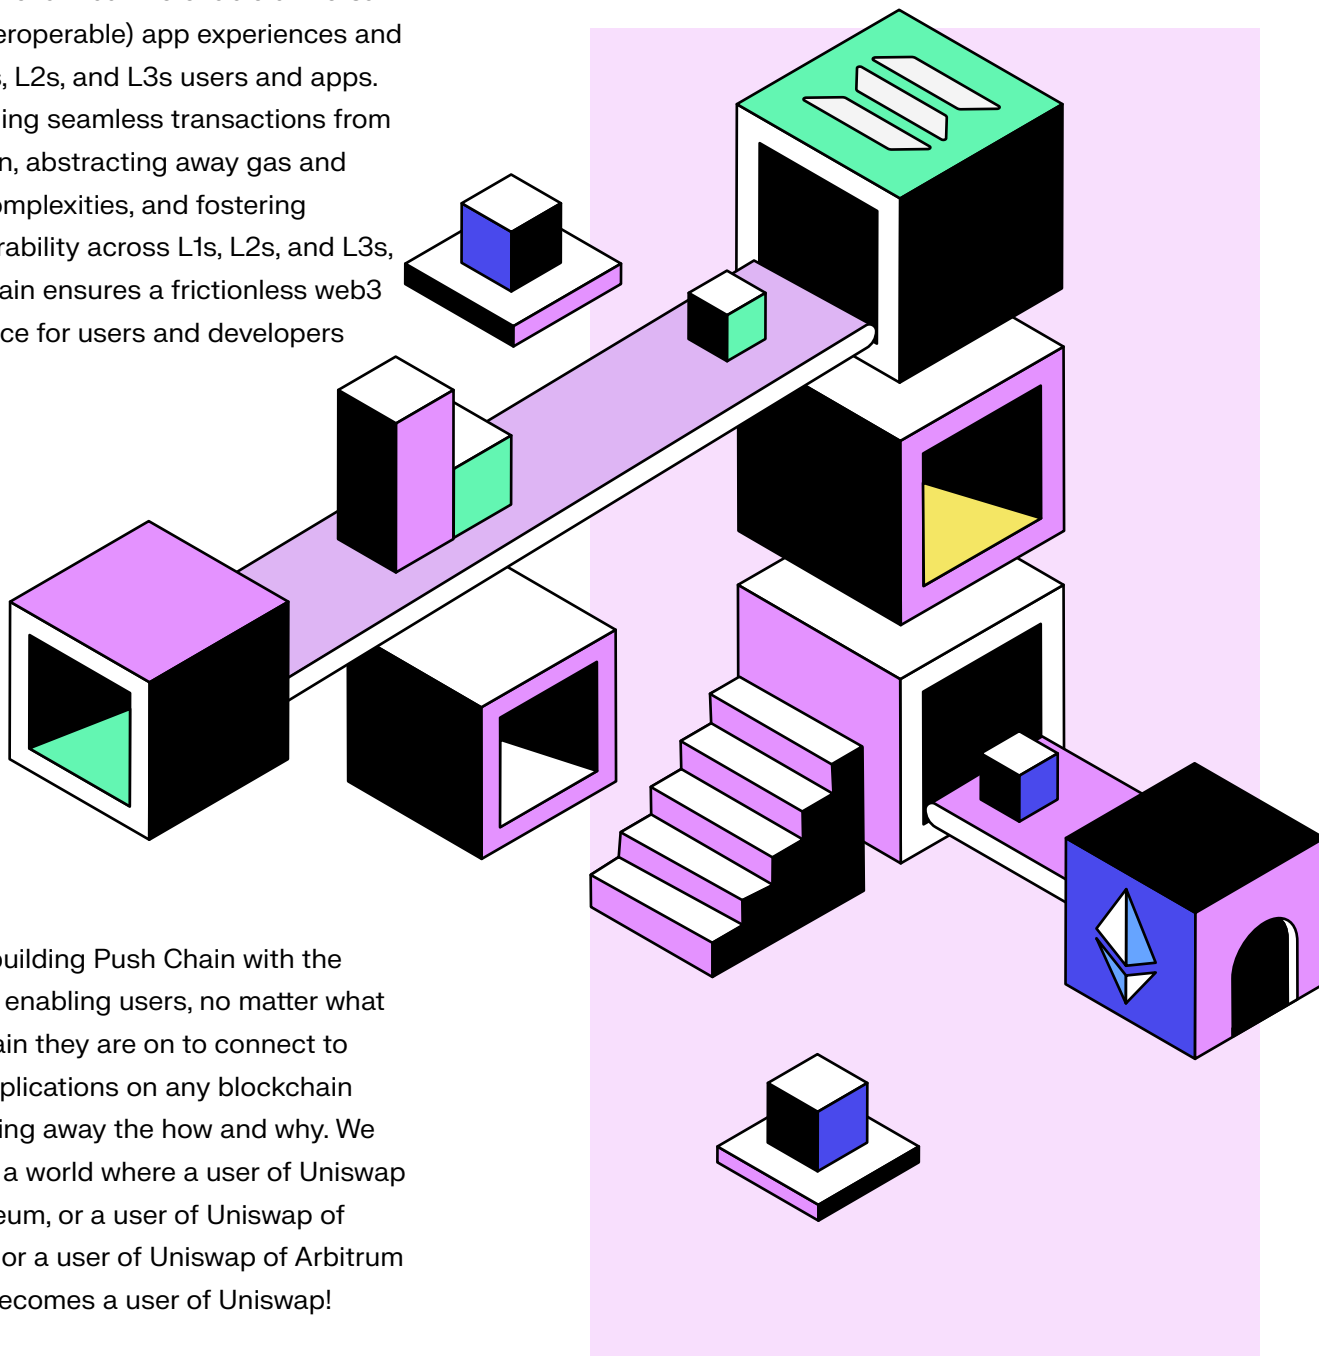 eroperable) app experiences and
s, L2s, and L3s users and apps.
ing seamless transactions from
n, abstracting away gas and
omplexities, and fostering
rability across L1s, L2s, and L3s,
ain ensures a frictionless web3
ce for users and developers
building Push Chain with the
enabling users, no matter what
ain they are on to connect to
plications on any blockchain
ing away the how and why. We
a world where a user of Uniswap
eum, or a user of Uniswap of
or a user of Uniswap of Arbitrum
ecomes a user of Uniswap!